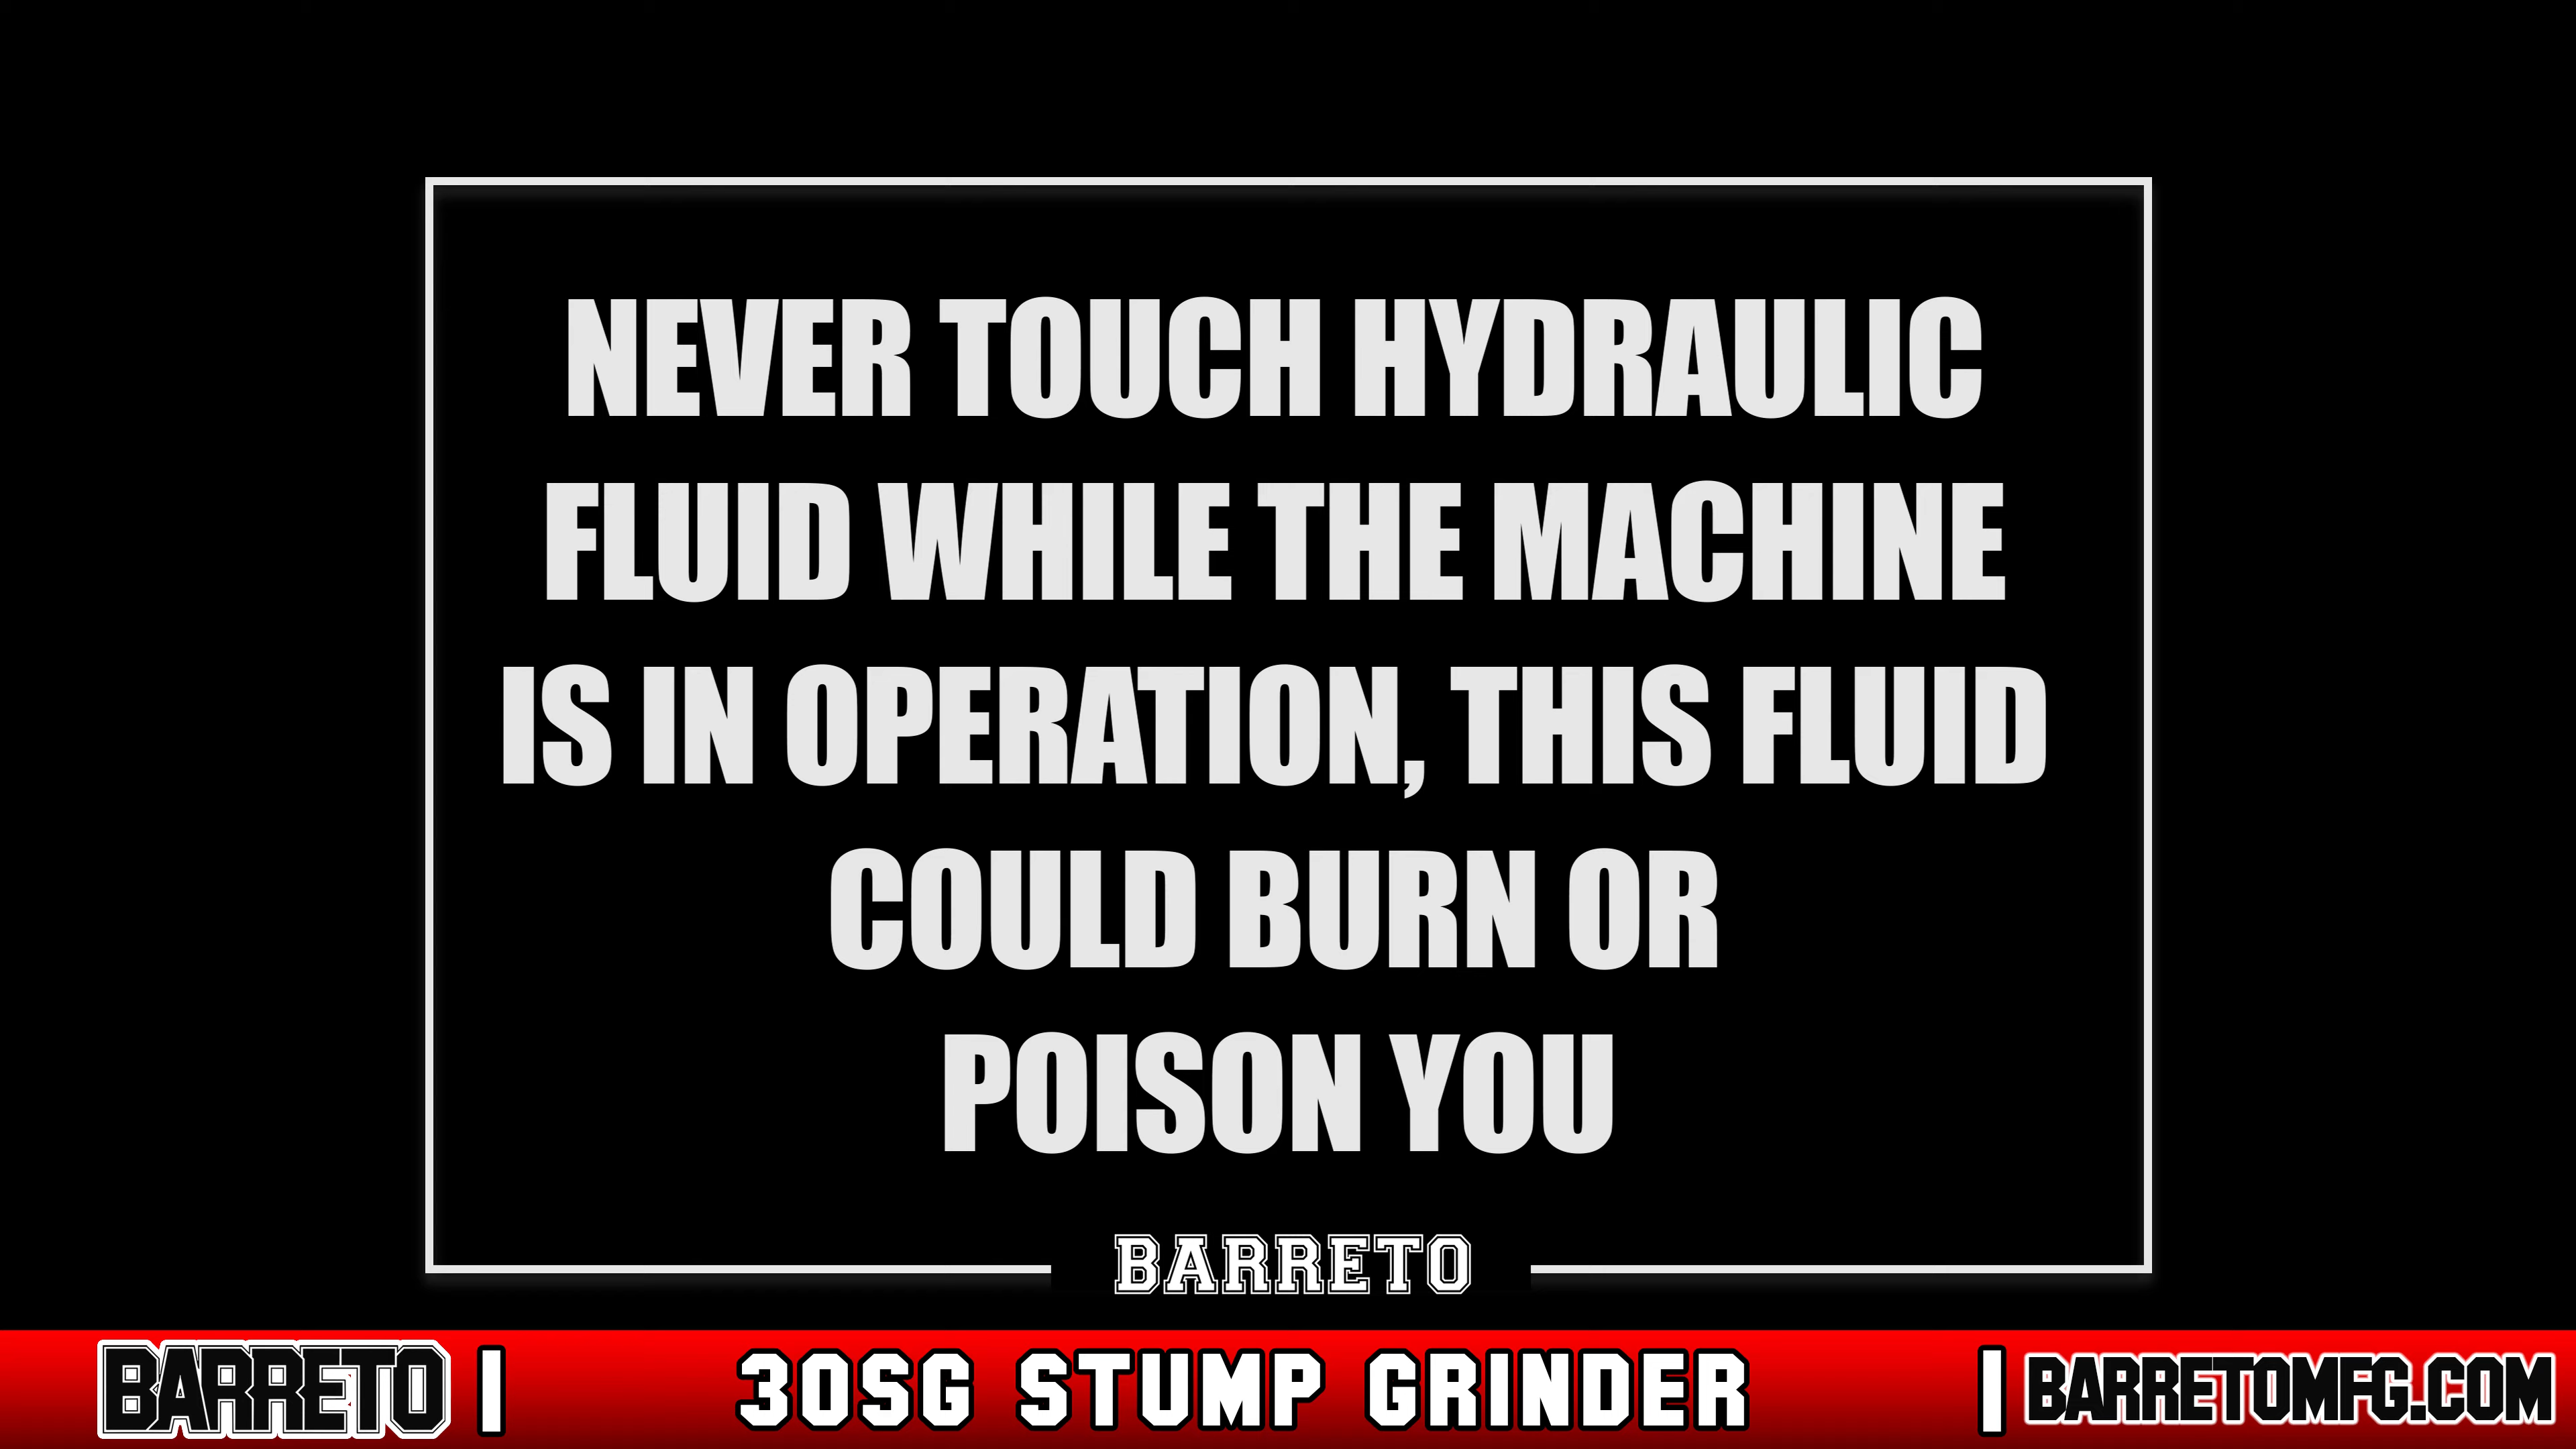 NEVER TOUCH HYDRAULIC
FLUID WHILE THE MACHINE
IS IN OPERATION, THIS FLUID
COULD BURN OR
POISON YOU
BARRETO
BARRETO | 30SG STUMP GRINDER | BARRETOMFG.COM